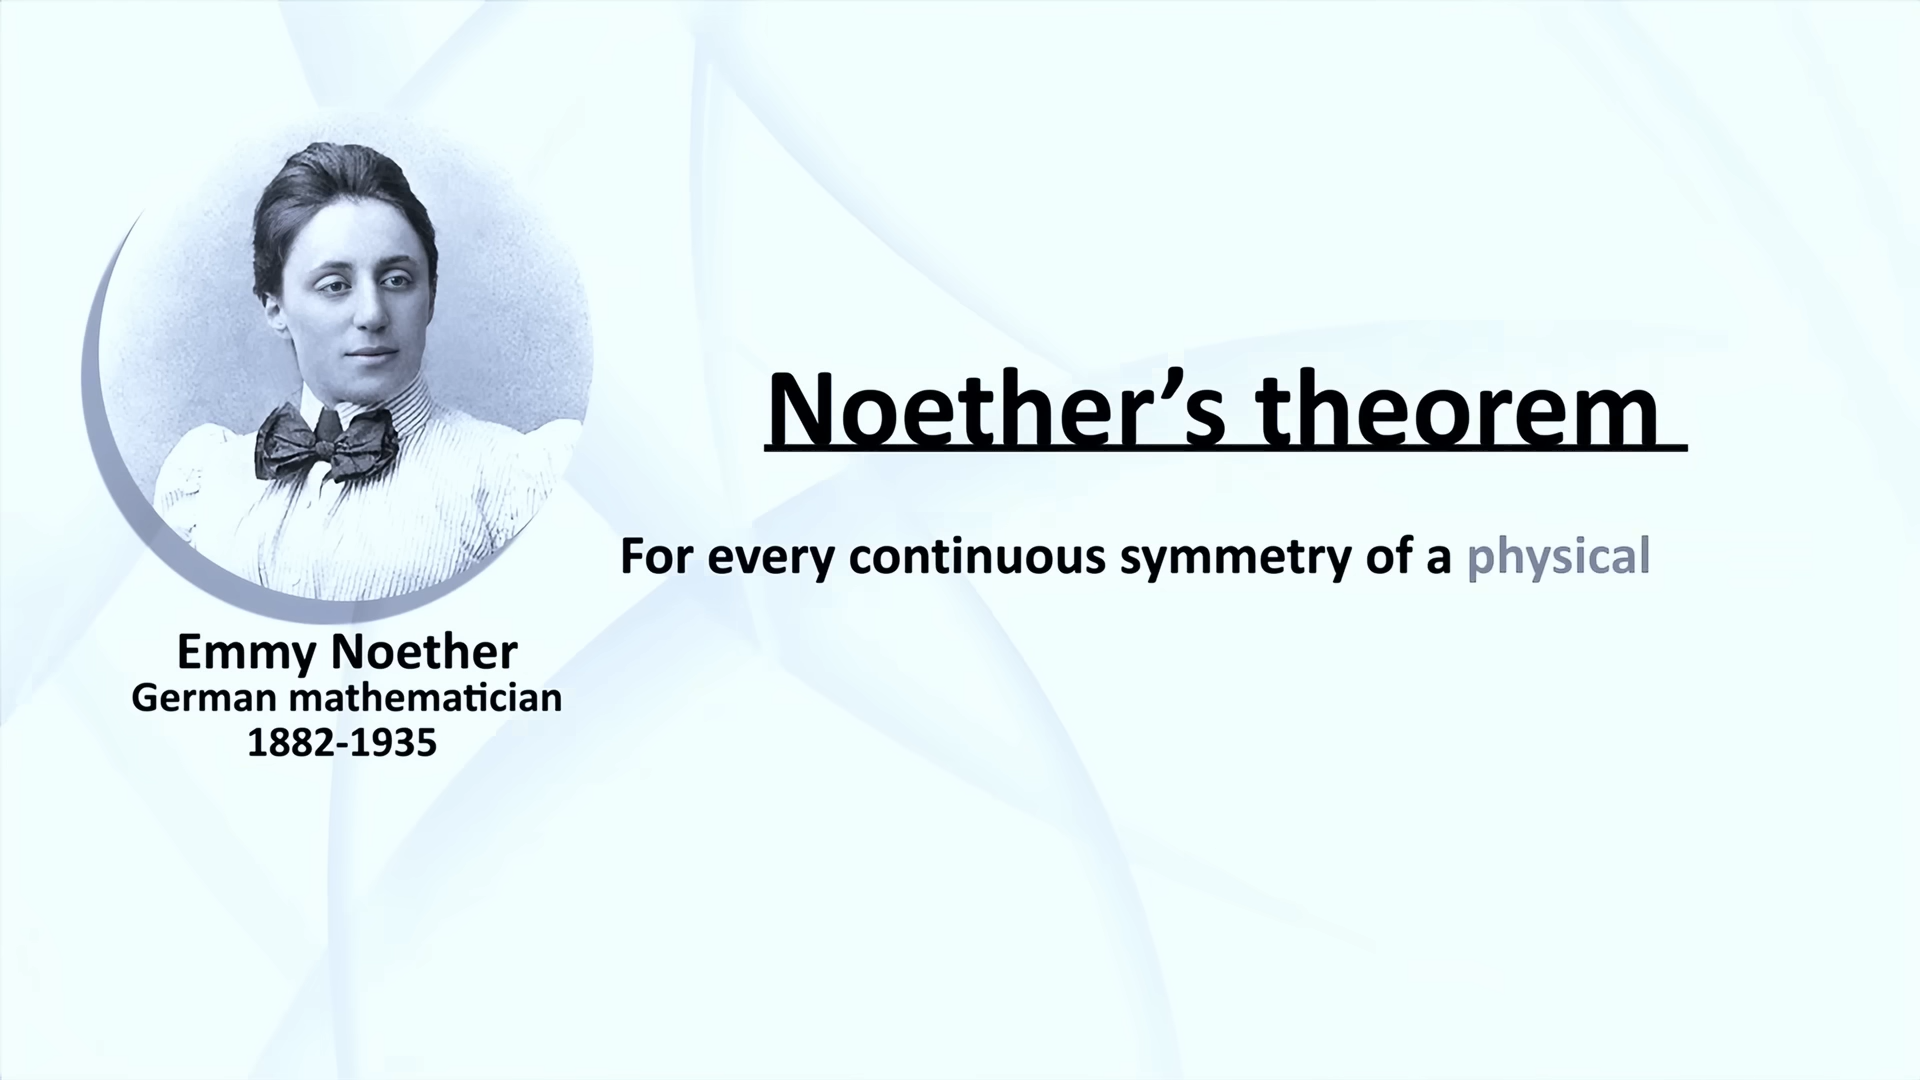 Noether’s theorem
For every continuous symmetry of a physical
Emmy Noether
German mathematician
1882-1935